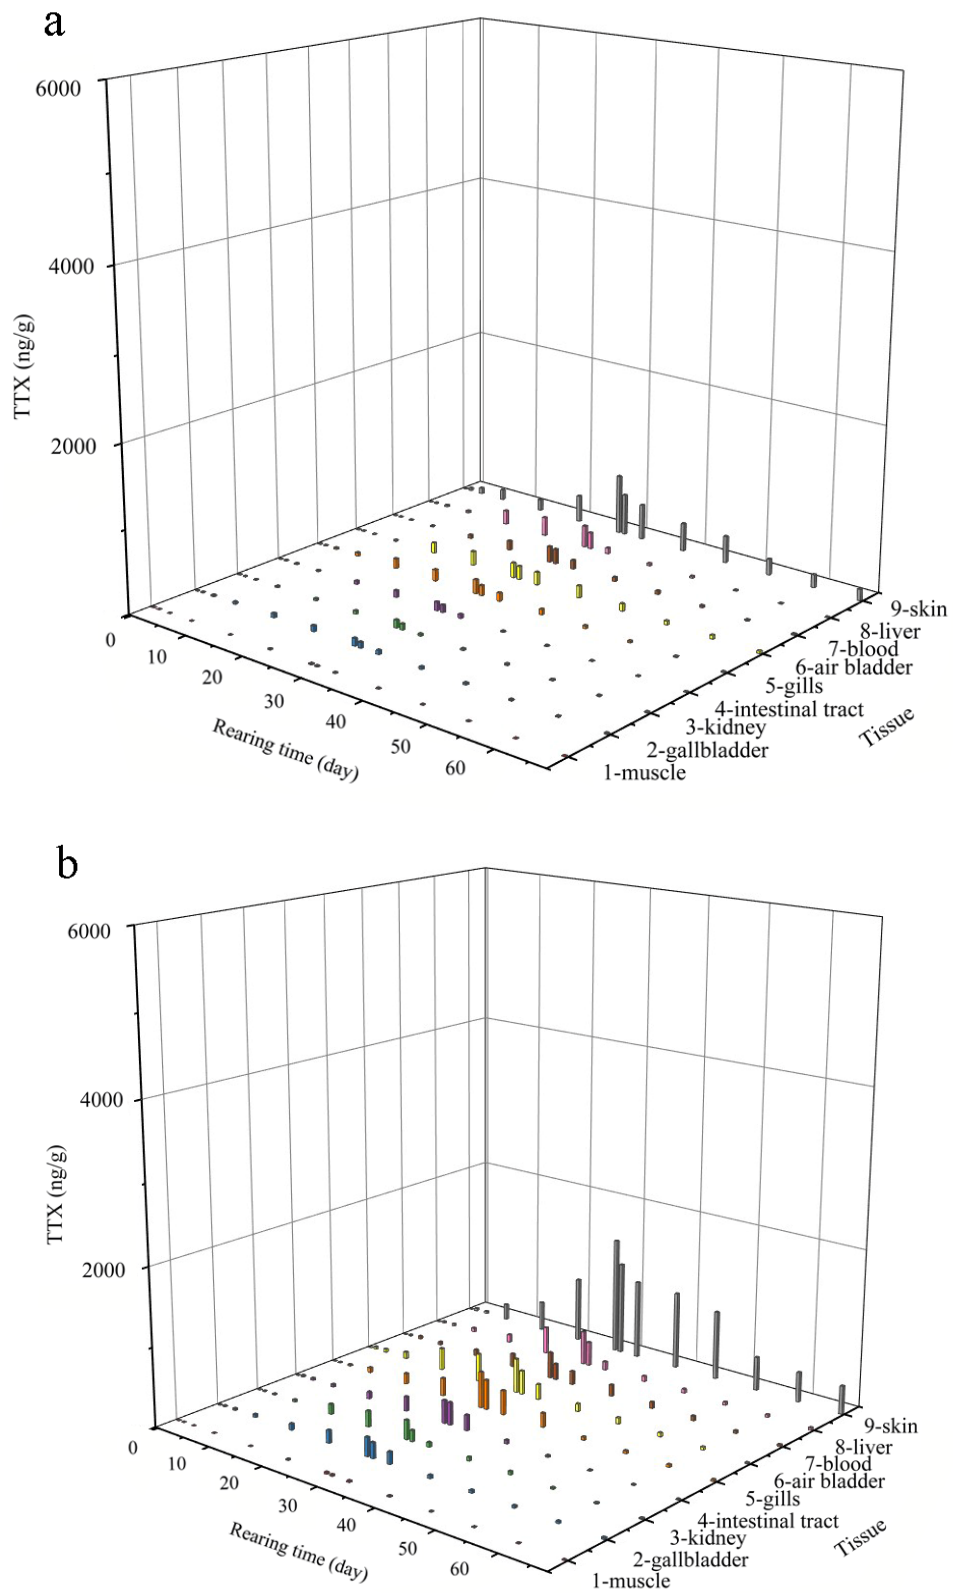 a
6000
4000
2000
TTX (ng/g)
0
10
20
30
40
50
60
Rearing time (day)
9-skin
8-liver
7-blood
6-air bladder
5-gills
4-intestinal tract
3-kidney
2-gallbladder
1-muscle
Tissue
b
6000
4000
2000
TTX (ng/g)
0
10
20
30
40
50
60
Rearing time (day)
9-skin
8-liver
7-blood
6-air bladder
5-gills
4-intestinal tract
3-kidney
2-gallbladder
1-muscle
Tissue